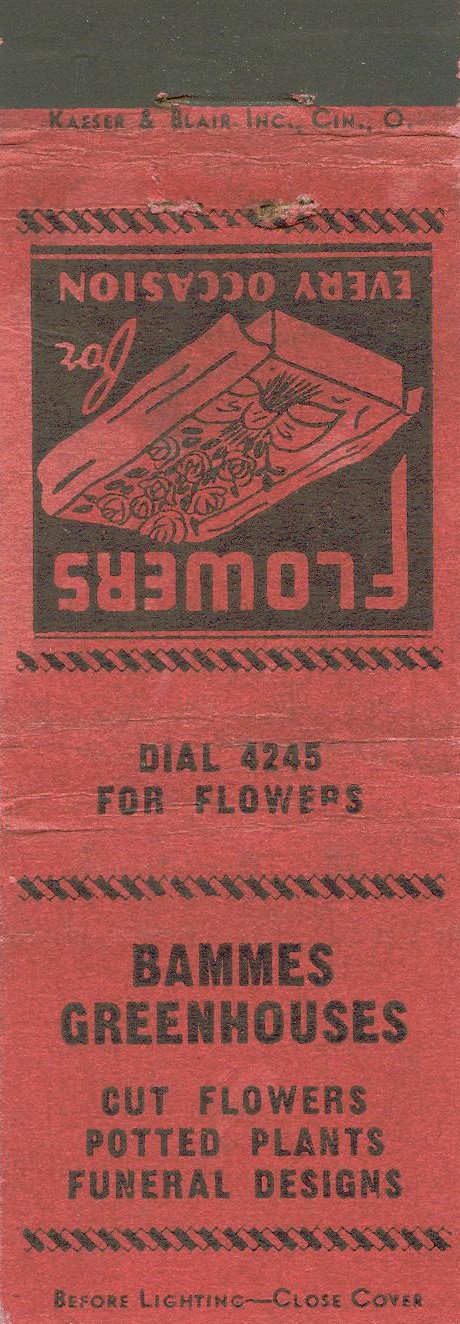 KAESER & BLAIR INC., CIN., O.
FLOWERS
for
EVERY OCCASION
DIAL 4245
FOR FLOWERS
BAMMES
GREENHOUSES
CUT FLOWERS
POTTED PLANTS
FUNERAL DESIGNS
BEFORE LIGHTING—CLOSE COVER